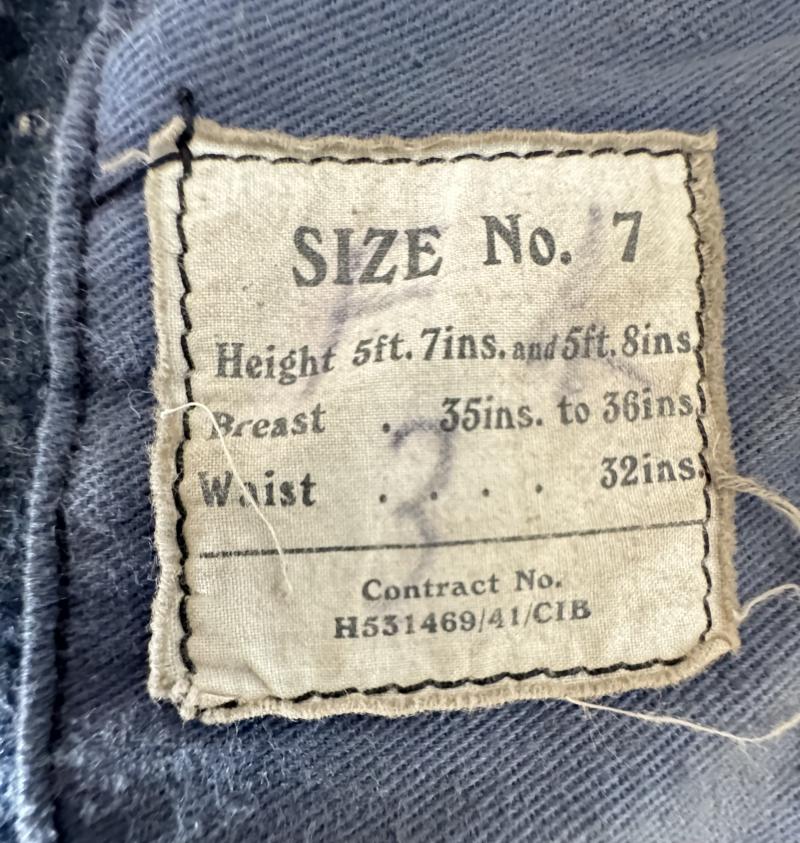 SIZE No. 7
Height 5ft. 7ins. and 5ft. 8ins.
Breast . 35ins. to 36ins.
Waist . . . . 32ins.
Contract No.
H531469/41/CIB